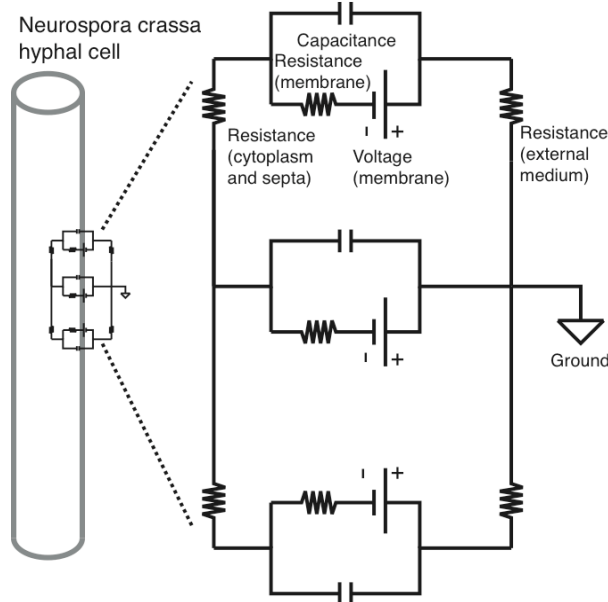 Neurospora crassa
hyphal cell
Capacitance
Resistance
(membrane)
Resistance
(cytoplasm
and septa)
Voltage
(membrane)
Resistance
(external
medium)
- +
- +
Ground
- +